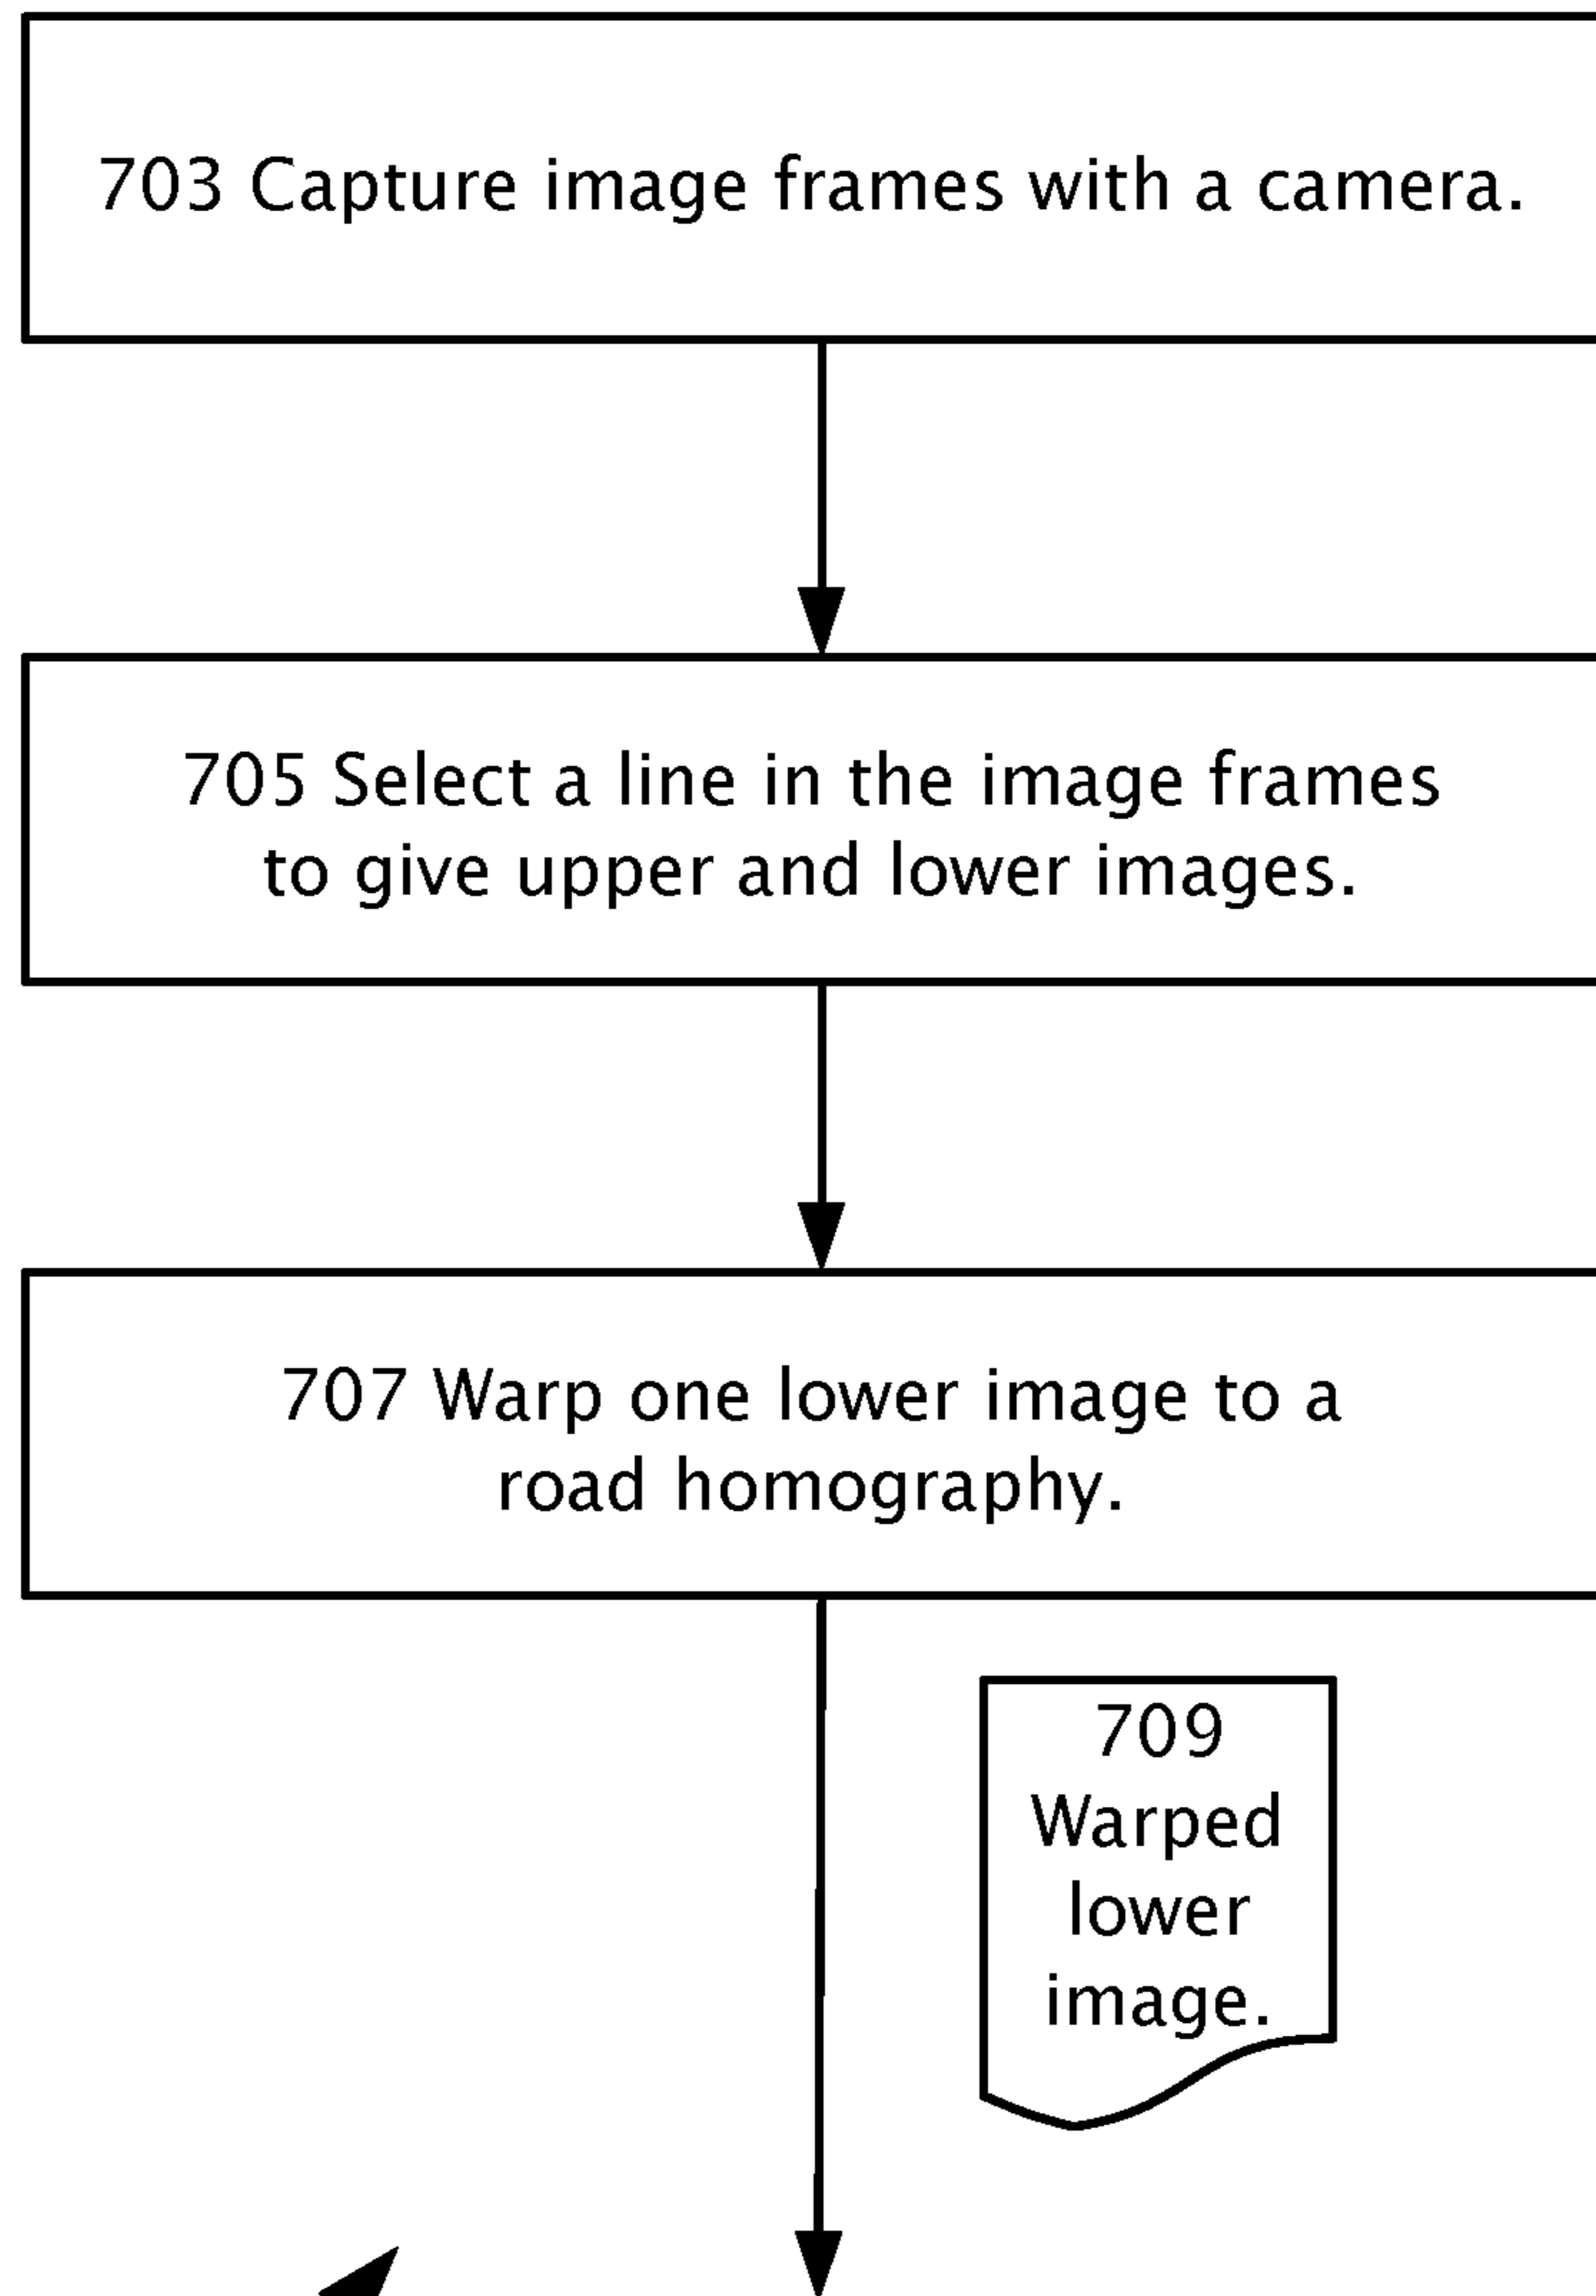 703 Capture image frames with a camera.
705 Select a line in the image frames
to give upper and lower images.
707 Warp one lower image to a
road homography.
709
Warped
lower
image.